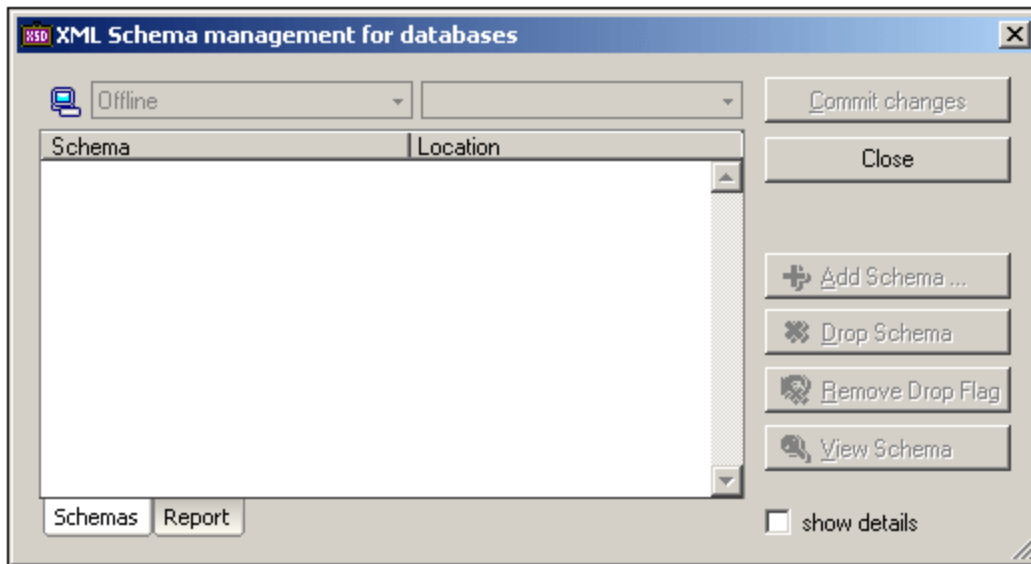 XSD XML Schema management for databases
Offline
Commit changes
Schema Location
Close
Add Schema ...
Drop Schema
Remove Drop Flag
View Schema
Schemas Report
show details